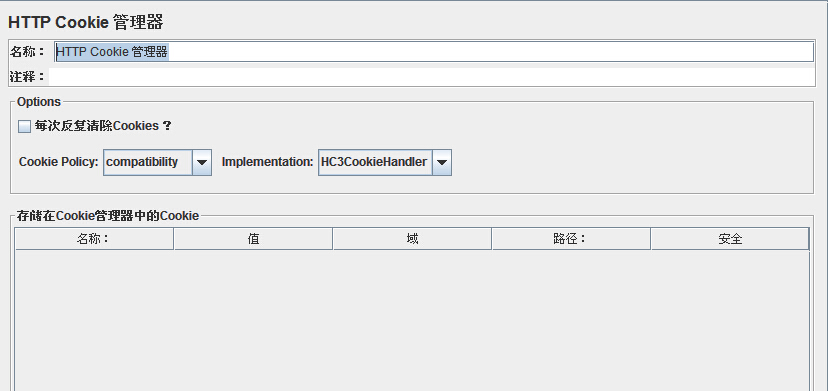 HTTP Cookie 管理器
名称： HTTP Cookie 管理器
注释：
Options
每次反复清除Cookies？
Cookie Policy: compatibility Implementation: HC3CookieHandler
存储在Cookie管理器中的Cookie
名称： 值 域 路径： 安全